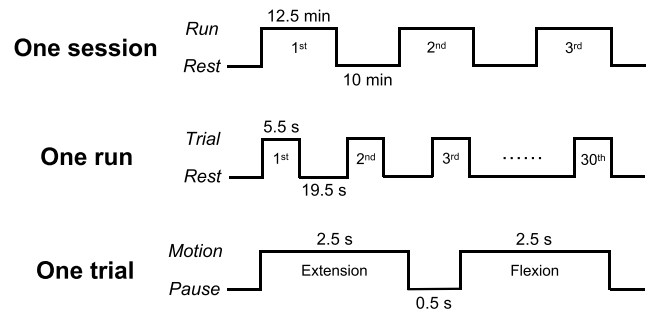 12.5 min
Run
One session
1st
2nd
3rd
Rest
10 min
5.5 s
Trial
One run
1st
2nd
3rd
......
30th
Rest
19.5 s
2.5 s
2.5 s
Motion
One trial
Extension
Flexion
Pause
0.5 s